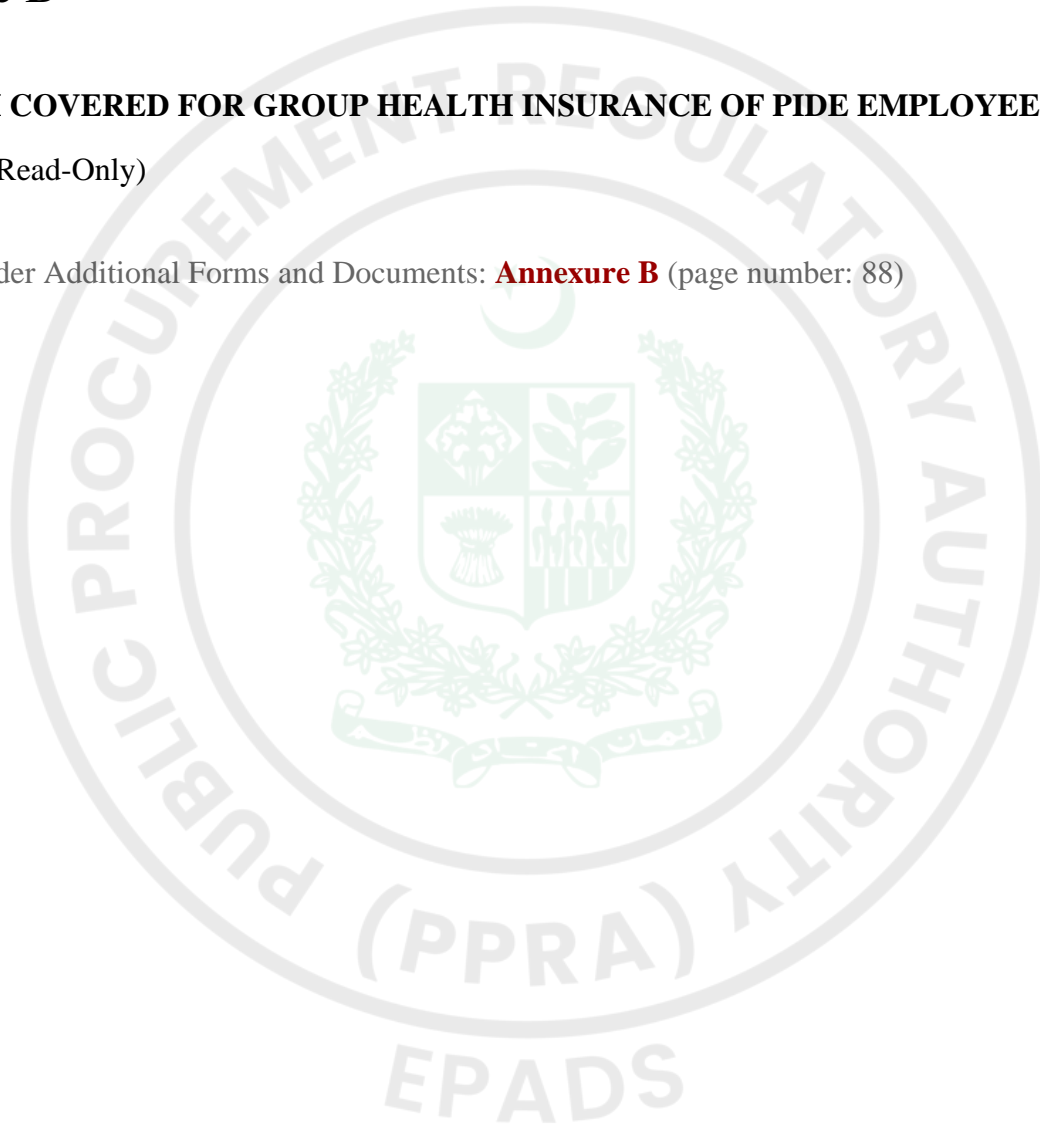 B
COVERED FOR GROUP HEALTH INSURANCE OF PIDE EMPLOYEE
Read-Only)
der Additional Forms and Documents: Annexure B (page number: 88)
PUBLIC PROCUREMENT REGULATORY AUTHORITY
(PPRA)
EPADS